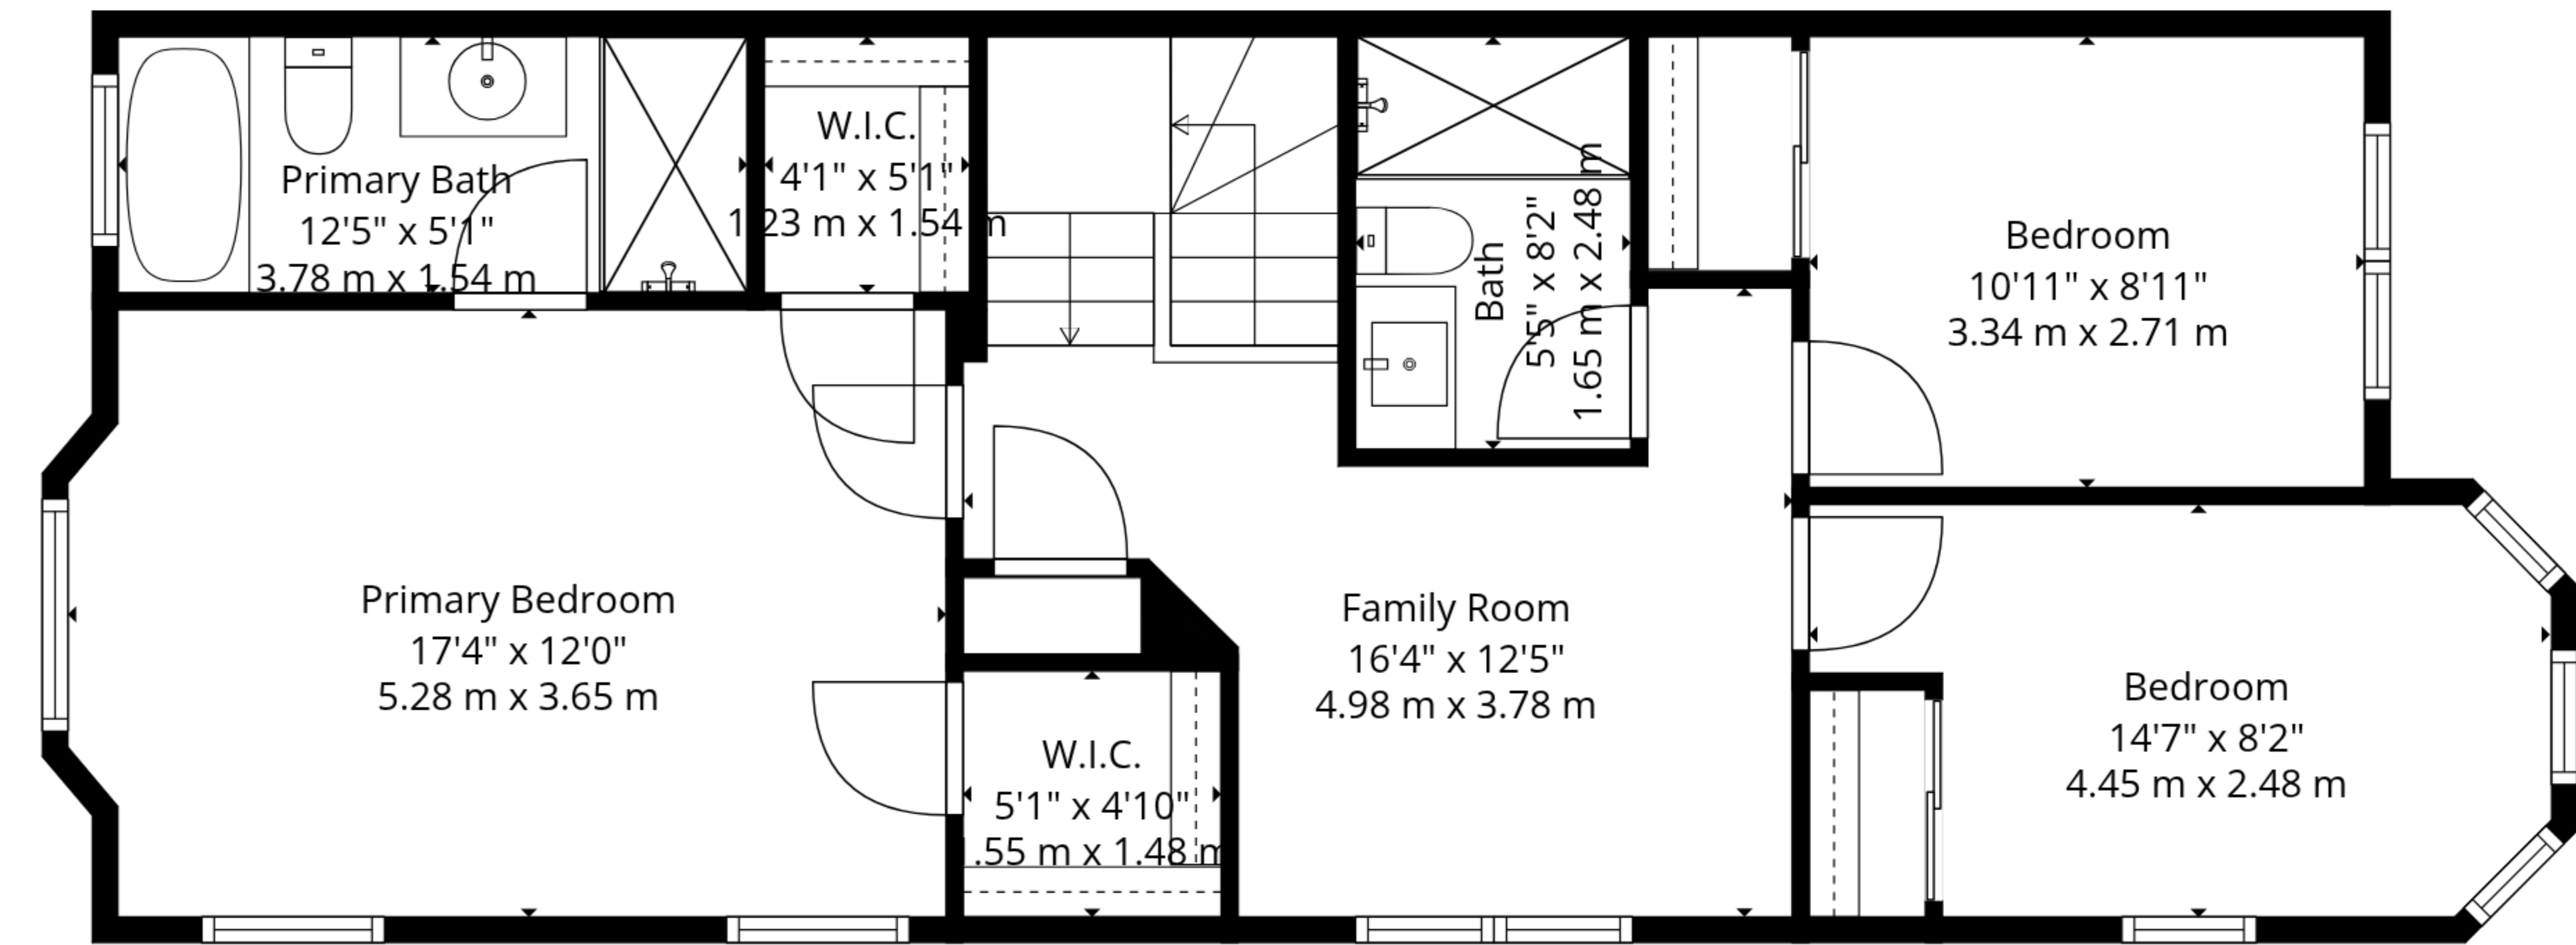 Primary Bath
12'5" x 5'1"
3.78 m x 1.54 m
W.I.C.
4'1" x 5'1"
1.23 m x 1.54 m
Bath
5'5" x 8'2"
1.65 m x 2.48 m
Bedroom
10'11" x 8'11"
3.34 m x 2.71 m
Primary Bedroom
17'4" x 12'0"
5.28 m x 3.65 m
W.I.C.
5'1" x 4'10"
.55 m x 1.48 m
Family Room
16'4" x 12'5"
4.98 m x 3.78 m
Bedroom
14'7" x 8'2"
4.45 m x 2.48 m